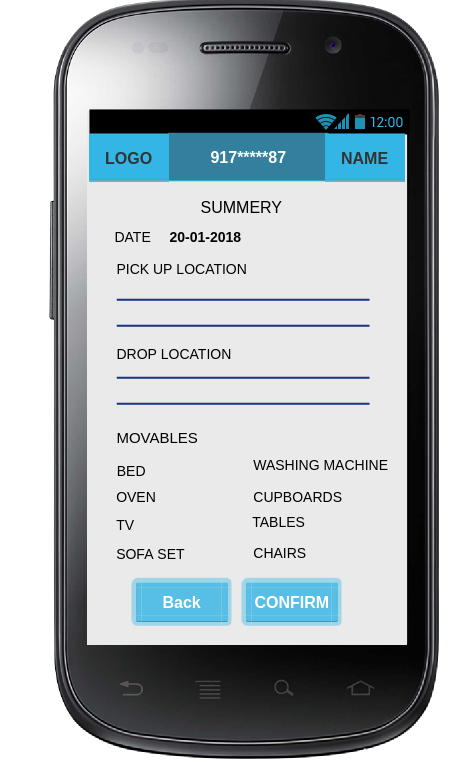 12:00
LOGO 917*****87 NAME
SUMMERY
DATE 20-01-2018
PICK UP LOCATION
DROP LOCATION
MOVABLES
BED WASHING MACHINE
OVEN CUPBOARDS
TV TABLES
SOFA SET CHAIRS
Back CONFIRM